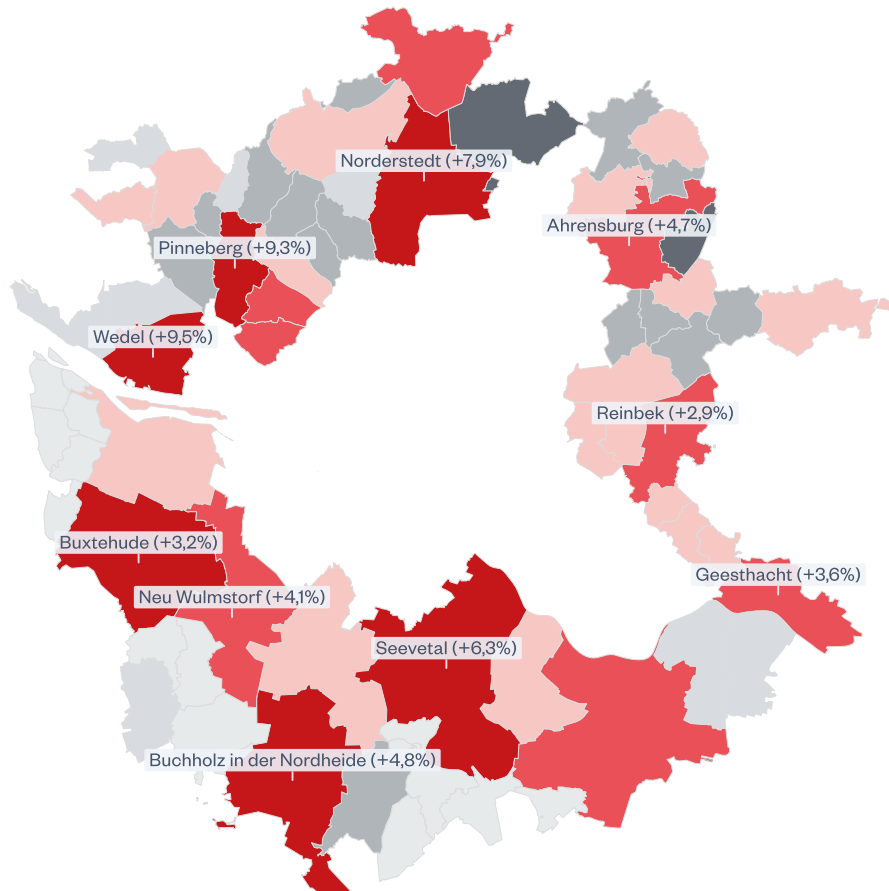 Norderstedt (+7,9%)
Ahrensburg (+4,7%)
Pinneberg (+9,3%)
Wedel (+9,5%)
Reinbek (+2,9%)
Buxtehude (+3,2%)
Geesthacht (+3,6%)
Neu Wulmstorf (+4,1%)
Seevetal (+6,3%)
Buchholz in der Nordheide (+4,8%)